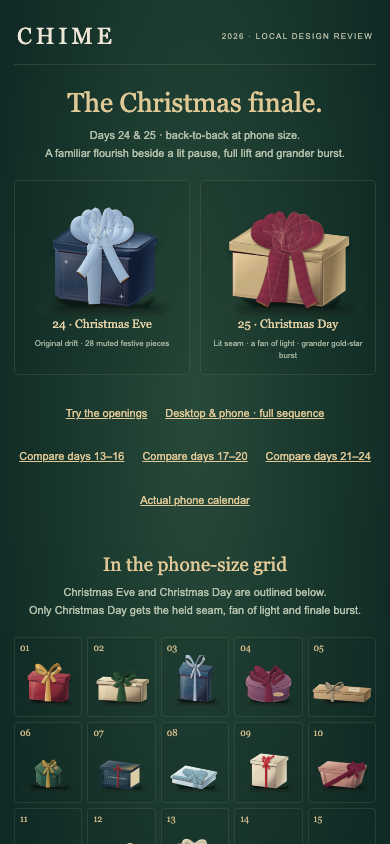 CHIME
2026 · LOCAL DESIGN REVIEW
The Christmas finale.
Days 24 & 25 · back-to-back at phone size.
A familiar flourish beside a lit pause, full lift and grander burst.
24 · Christmas Eve
Original drift · 28 muted festive pieces
25 · Christmas Day
Lit seam · a fan of light · grander gold-star
burst
Try the openings
Desktop & phone · full sequence
Compare days 13–16
Compare days 17–20
Compare days 21–24
Actual phone calendar
In the phone-size grid
Christmas Eve and Christmas Day are outlined below.
Only Christmas Day gets the held seam, fan of light and finale burst.
01
02
03
04
05
06
07
08
09
10
11
12
13
14
15